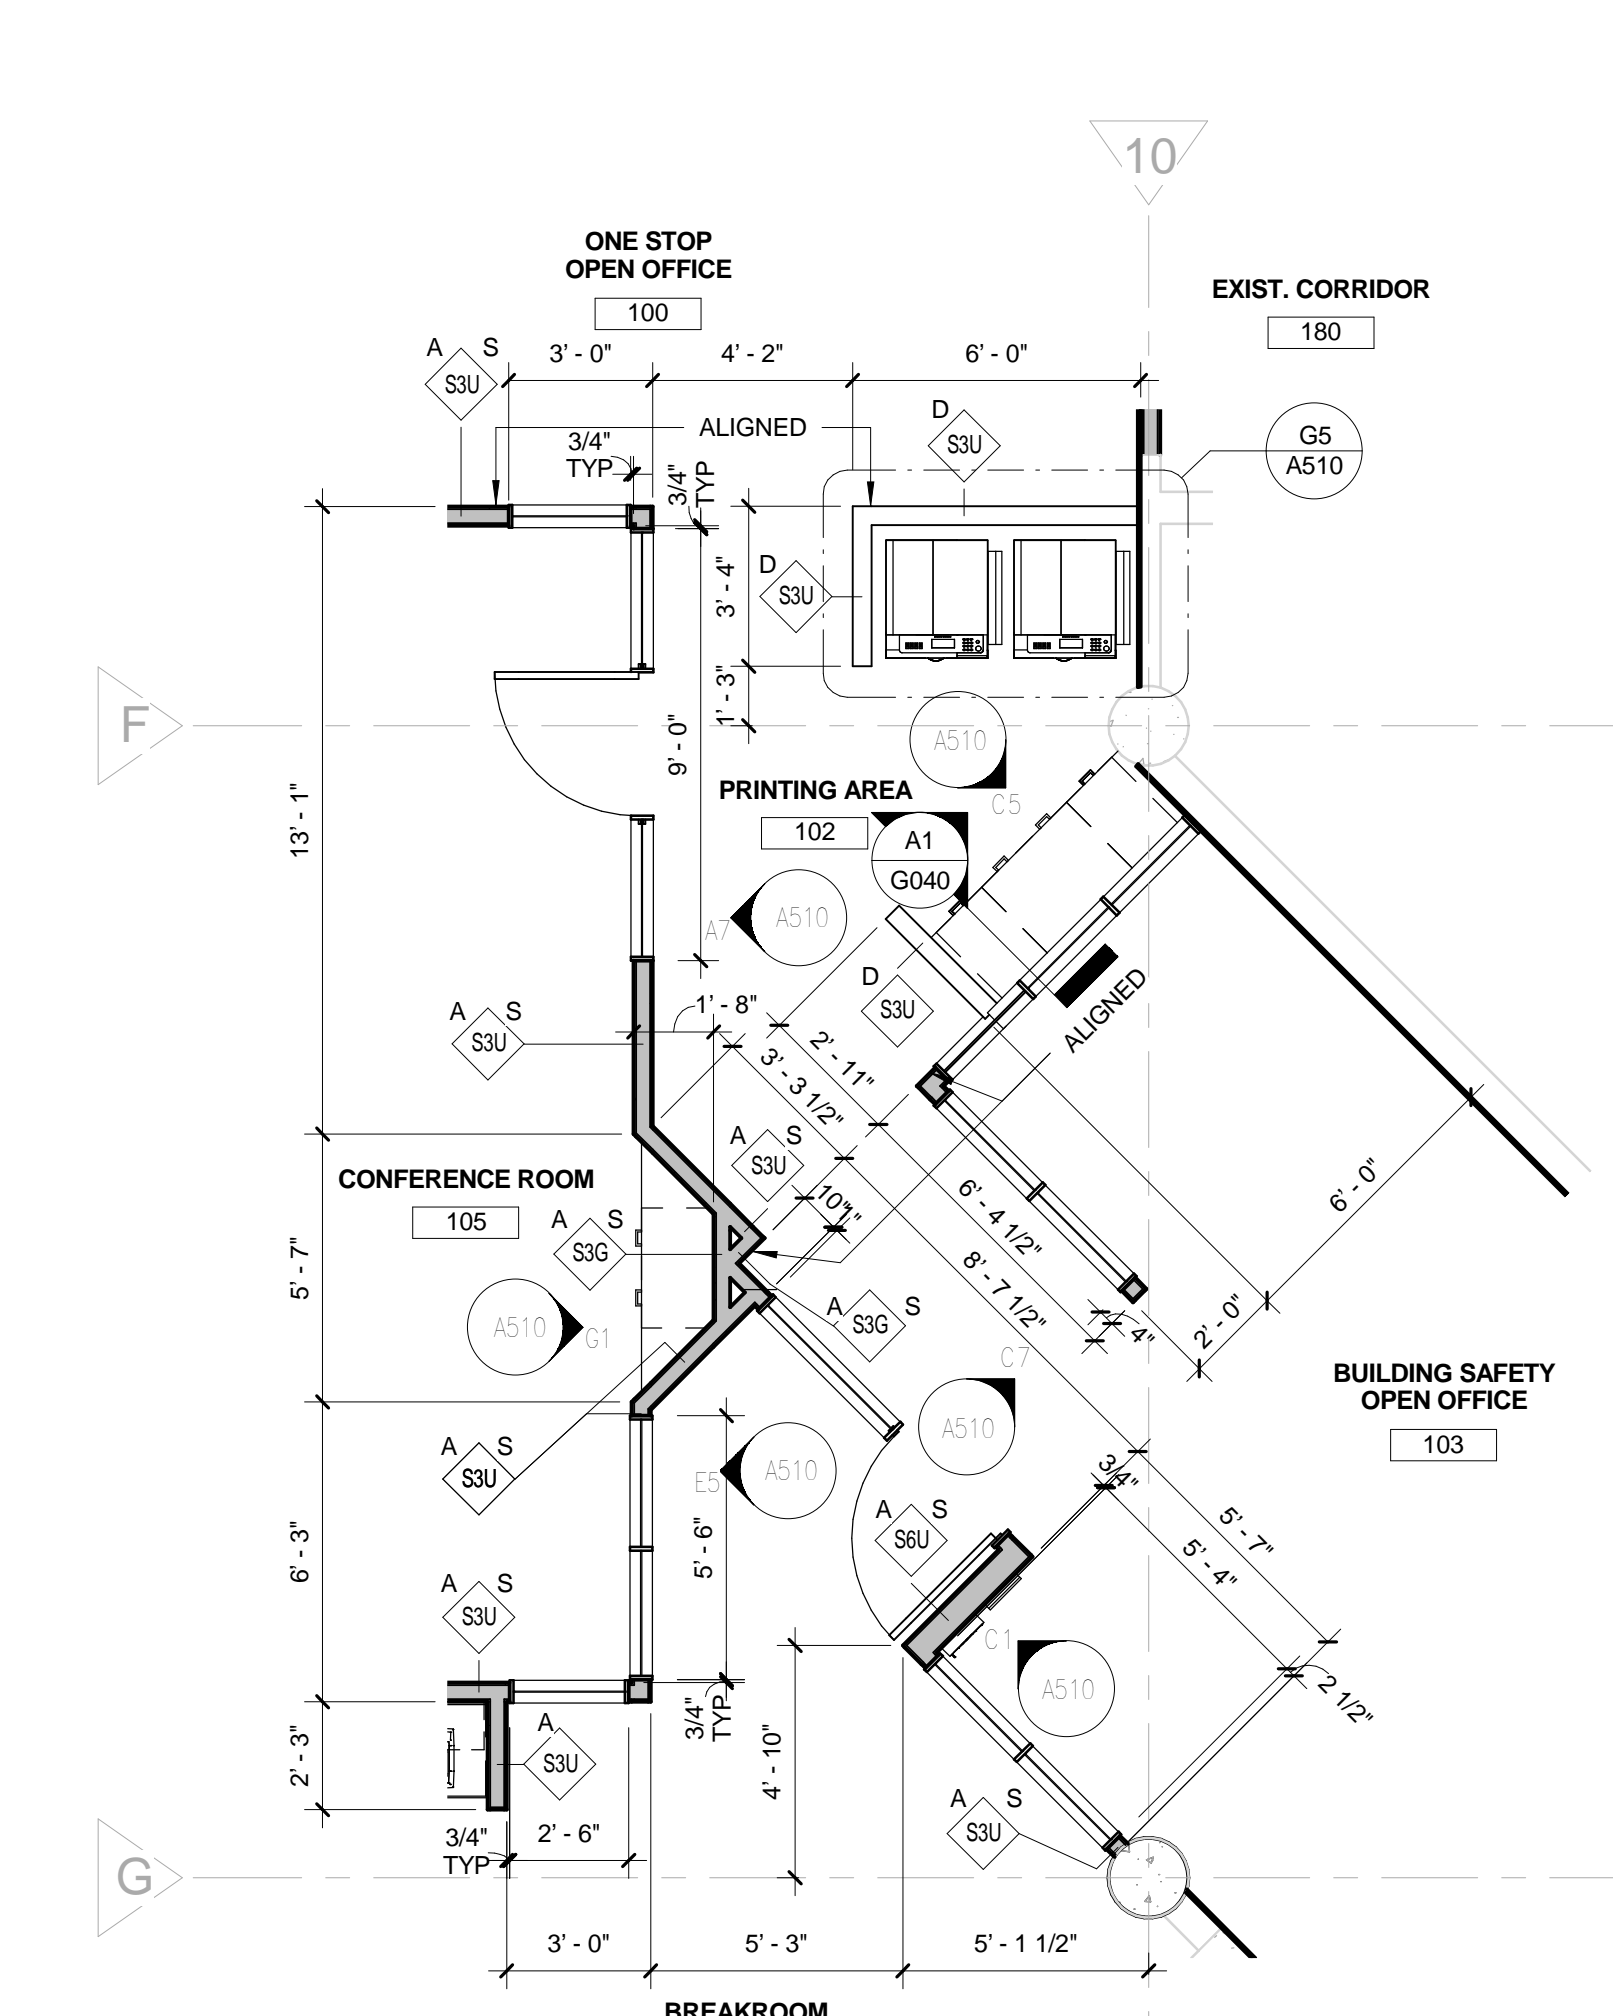 10
ONE STOP
OPEN OFFICE
100
EXIST. CORRIDOR
180
A S
S3U
3’ - 0"
4’ - 2"
6’ - 0"
ALIGNED
3/4"
TYP
3/4"
TYP
D
S3U
G5
A510
D
S3U
3’ - 4"
1’ - 3"
F
9’ - 0"
13’ - 1"
A510
C5
PRINTING AREA
102
A1
G040
A7
A510
D
S3U
ALIGNED
A S
S3U
1’ - 8"
2’ - 11"
3’ - 3 1/2"
A S
S3U
CONFERENCE ROOM
105
10"
1"
6’ - 4 1/2"
6’ - 0"
A S
S3G
5’ - 7"
8’ - 7 1/2"
A510
G1
A S
S3G
2’ - 0"
4"
C7
A510
BUILDING SAFETY
OPEN OFFICE
103
A S
S3U
E5
A510
3/4"
5’ - 7"
5’ - 4"
A S
S6U
6’ - 3"
5’ - 6"
A S
S3U
C1
A510
2 1/2"
3/4"
TYP
A
S3U
2’ - 3"
4’ - 10"
A S
S3U
3/4"
TYP
2’ - 6"
G
3’ - 0"
5’ - 3"
5’ - 1 1/2"
BREAKROOM